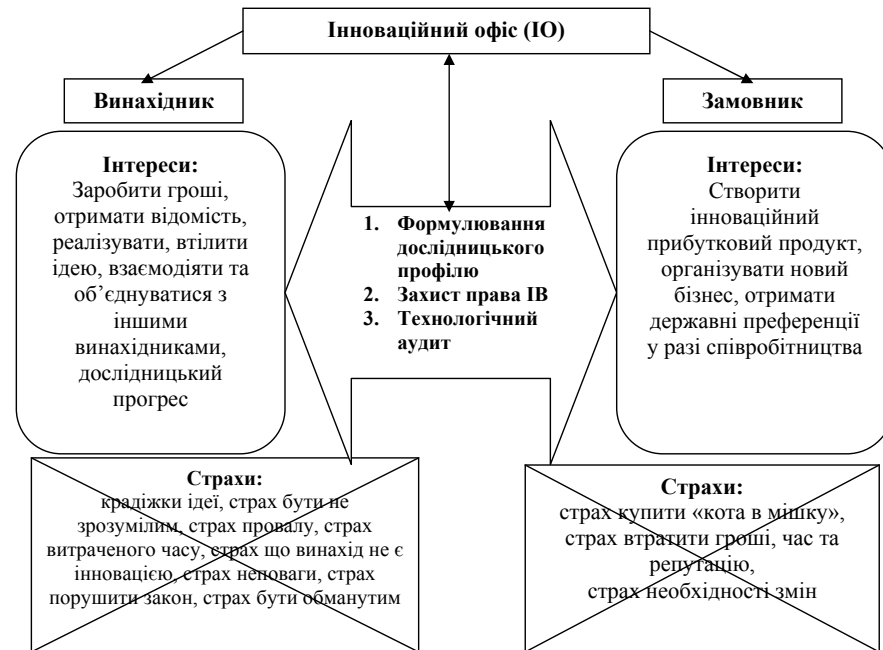 Інноваційний офіс (ІО)
Винахідник
Замовник
Інтереси:
Заробити гроші,
отримати відомість,
реалізувати, втілити
ідею, взаємодіяти та
об’єднуватися з
іншими
винахідниками,
дослідницький
прогрес
1. Формулювання
дослідницького
профілю
2. Захист права ІВ
3. Технологічний
аудит
Інтереси:
Створити
інноваційний
прибутковий продукт,
організувати новий
бізнес, отримати
державні преференції
у разі співробітництва
Страхи:
крадіжки ідеї, страх бути не
зрозумілим, страх провалу, страх
витраченого часу, страх що винахід не є
інновацією, страх неповаги, страх
порушити закон, страх бути обманутим
Страхи:
страх купити «кота в мішку»,
страх втратити гроші, час та
репутацію,
страх необхідності змін